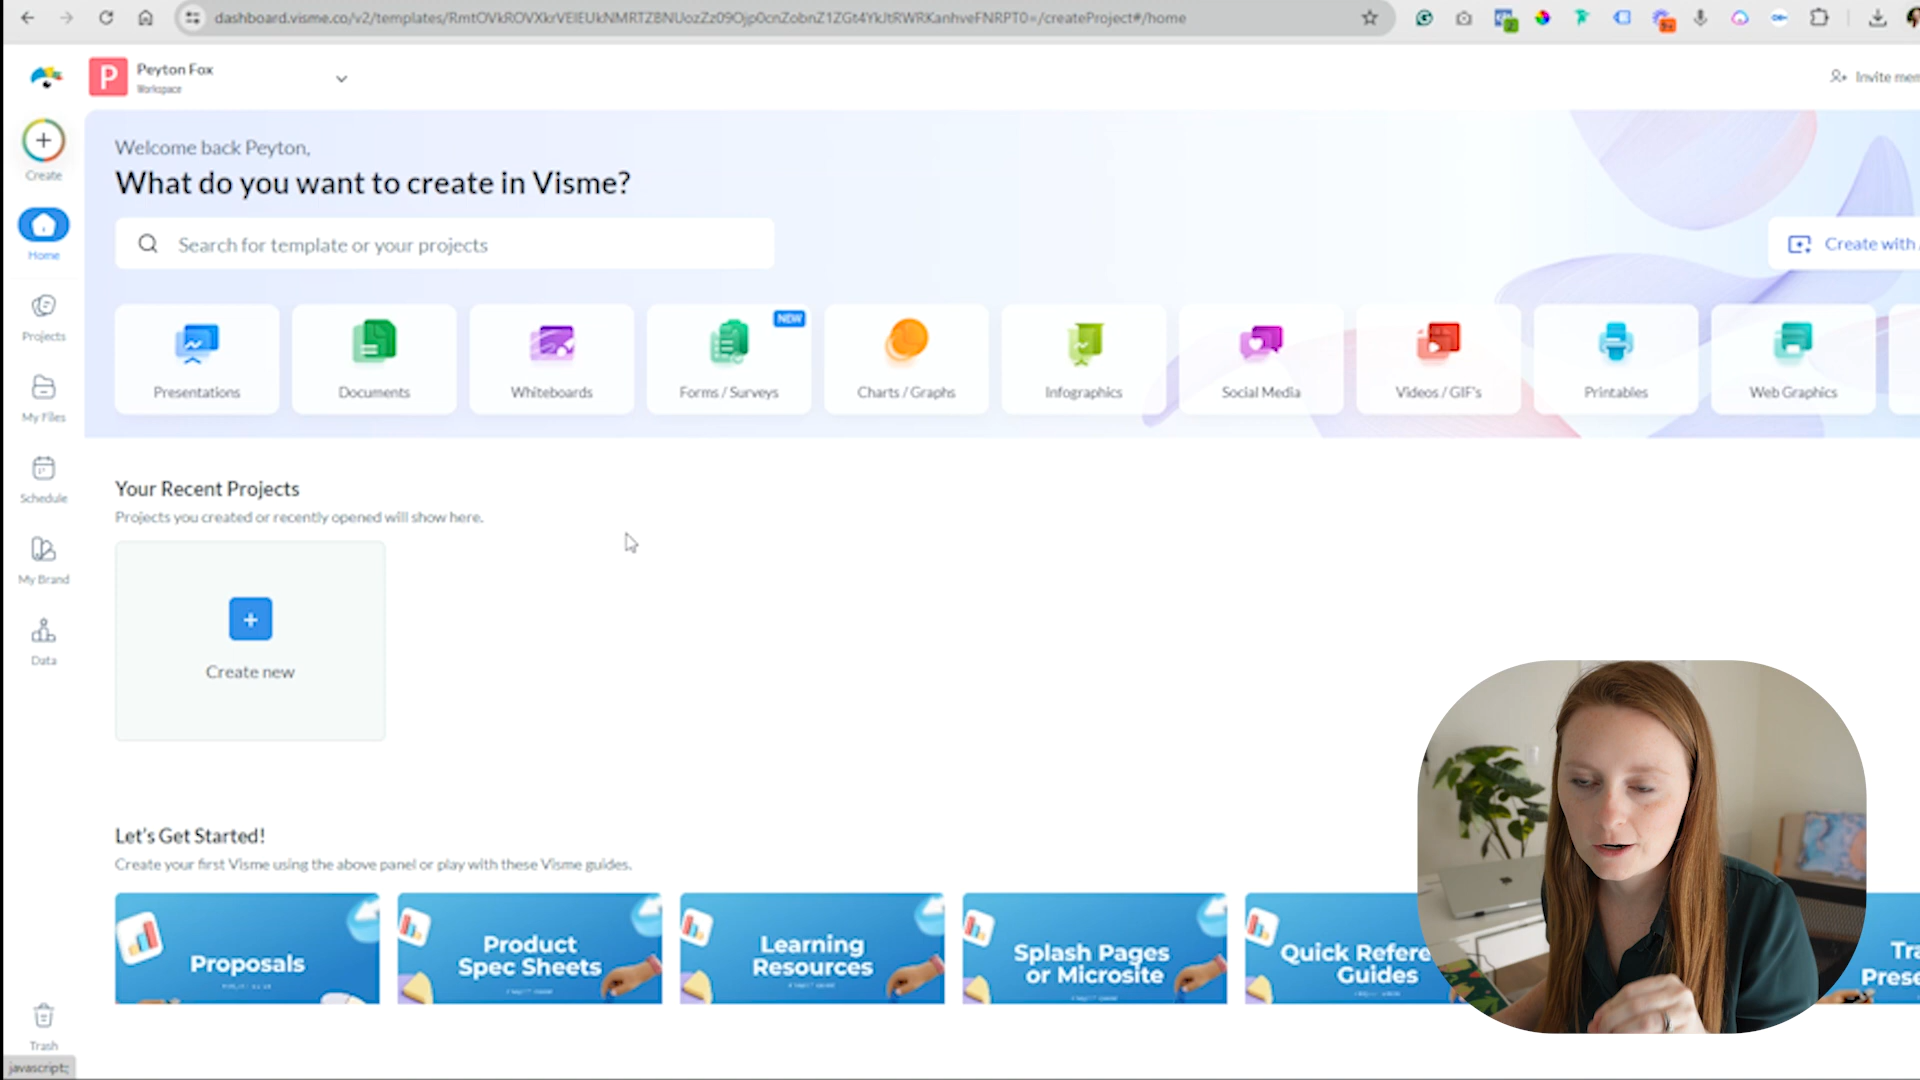 dashboard.visme.co/v2/templates/RmtOVkROVXkrVElEUkNMRTZBNUozZz09Ojp0cnZobnZ1ZGt4YkJtRWRKanhveFNRPT0=/createProject#/home
P
Peyton Fox
Workspace
Invite mem
Create
Home
Projects
My Files
Schedule
My Brand
Data
Trash
Welcome back Peyton,
What do you want to create in Visme?
Search for template or your projects
Create with
Presentations
Documents
Whiteboards
NEW
Forms / Surveys
Charts / Graphs
Infographics
Social Media
Videos / GIF's
Printables
Web Graphics
Your Recent Projects
Projects you created or recently opened will show here.
Create new
Let's Get Started!
Create your first Visme using the above panel or play with these Visme guides.
Proposals
Product
Spec Sheets
Learning
Resources
Splash Pages
or Microsite
Quick Refere
Guides
Tra
Prese
javascript:;